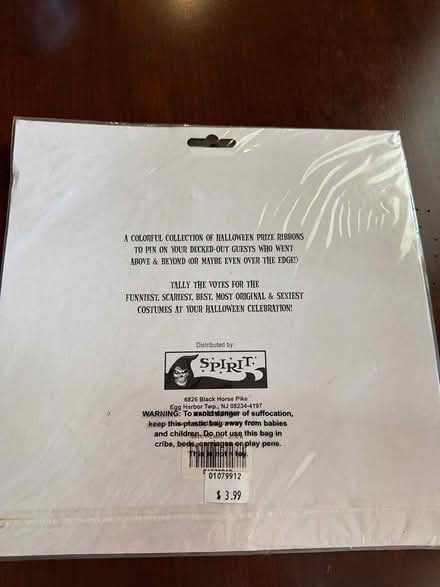 A COLORFUL COLLECTION OF HALLOWEEN PRIZE RIBBONS
TO PIN ON YOUR DECKED-OUT GUESTS WHO WENT
ABOVE & BEYOND (OR MAYBE EVEN OVER THE EDGE!)
TALLY THE VOTES FOR THE
FUNNIEST, SCARIEST, BEST, MOST ORIGINAL & SEXIEST
COSTUMES AT YOUR HALLOWEEN CELEBRATION!
Distributed by:
SPIRIT
6826 Black Horse Pike
Egg Harbor Twp., NJ 08234-4197
WARNING: To avoid danger of suffocation,
keep this plastic bag away from babies
and children. Do not use this bag in
cribs, beds, carriages or play pens.
This is not a toy.
01079912
$ 3.99